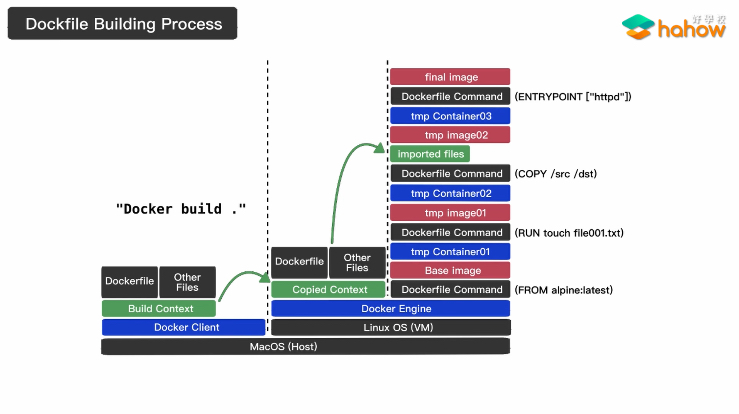 Dockfile Building Process
好學校
hahow
final image
Dockerfile Command
(ENTRYPOINT ["httpd"])
tmp Container03
tmp image02
imported files
Dockerfile Command
(COPY /src /dst)
tmp Container02
tmp image01
Dockerfile Command
(RUN touch file001.txt)
tmp Container01
Base image
Dockerfile Command
(FROM alpine:latest)
"Docker build ."
Dockerfile
Other
Files
Build Context
Docker Client
Dockerfile
Other
Files
Copied Context
Docker Engine
Linux OS (VM)
MacOS (Host)